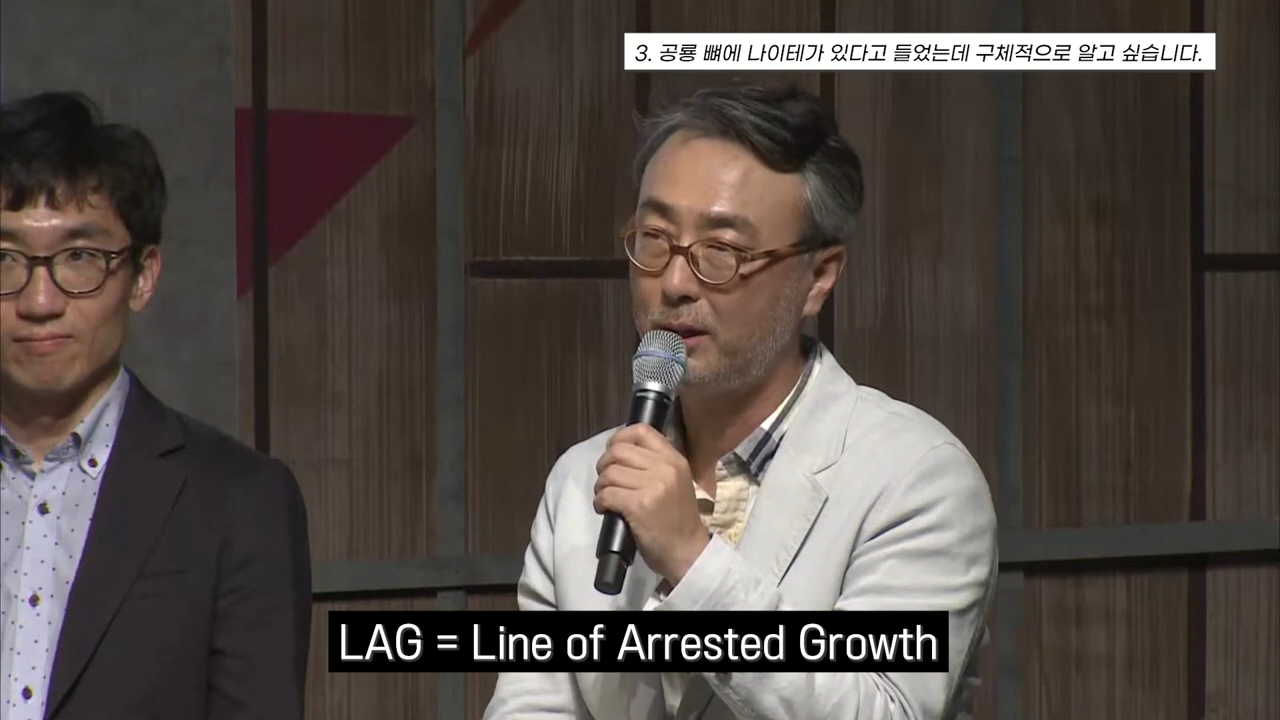 3. 공룡 뼈에 나이테가 있다고 들었는데 구체적으로 알고 싶습니다.
LAG = Line of Arrested Growth